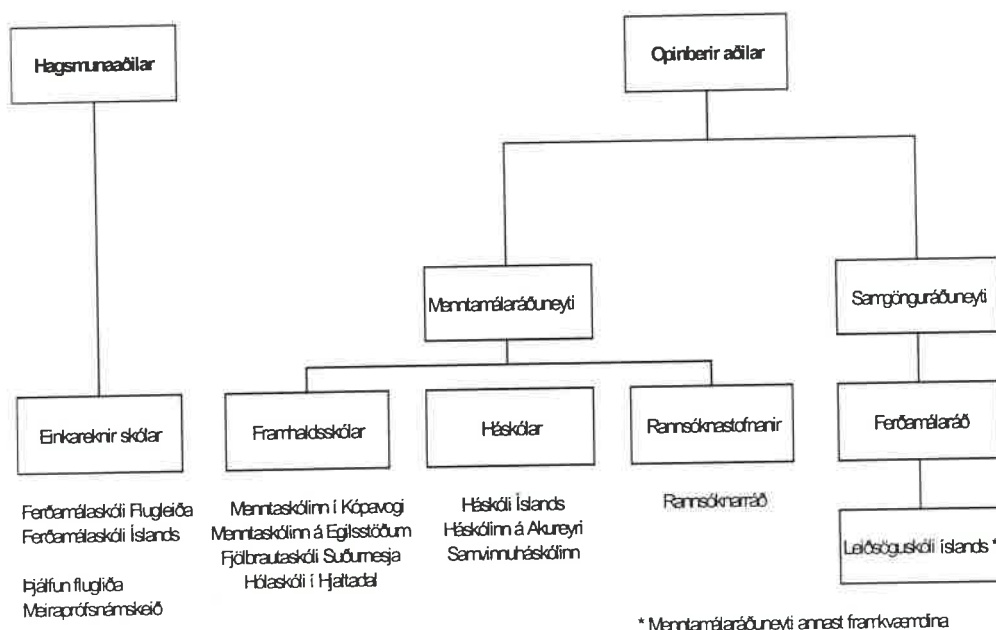 Hagsmunaaðilar
Opinberir aðilar
Menntamálaráðuneyti
Samgönguráðuneyti
Einkareknir skólar
Framhaldsskólar
Háskólar
Rannsóknastofnanir
Ferðamálaráð
Ferðamálaskóli Flugleiða
Ferðamálaskóli Íslands
Þjálfun flugliða
Meiraprófsnámskeið
Menntaskólinn í Kópavogi
Menntaskólinn á Egilsstöðum
Fjölbrautaskóli Suðurnesja
Hólaskóli í Hjaltadal
Háskóli Íslands
Háskólinn á Akureyri
Samvinnuháskólinn
Rannsóknarráð
Leiðsöguskóli íslands *
* Menntamálaráðuneyti annast framkvæmdina